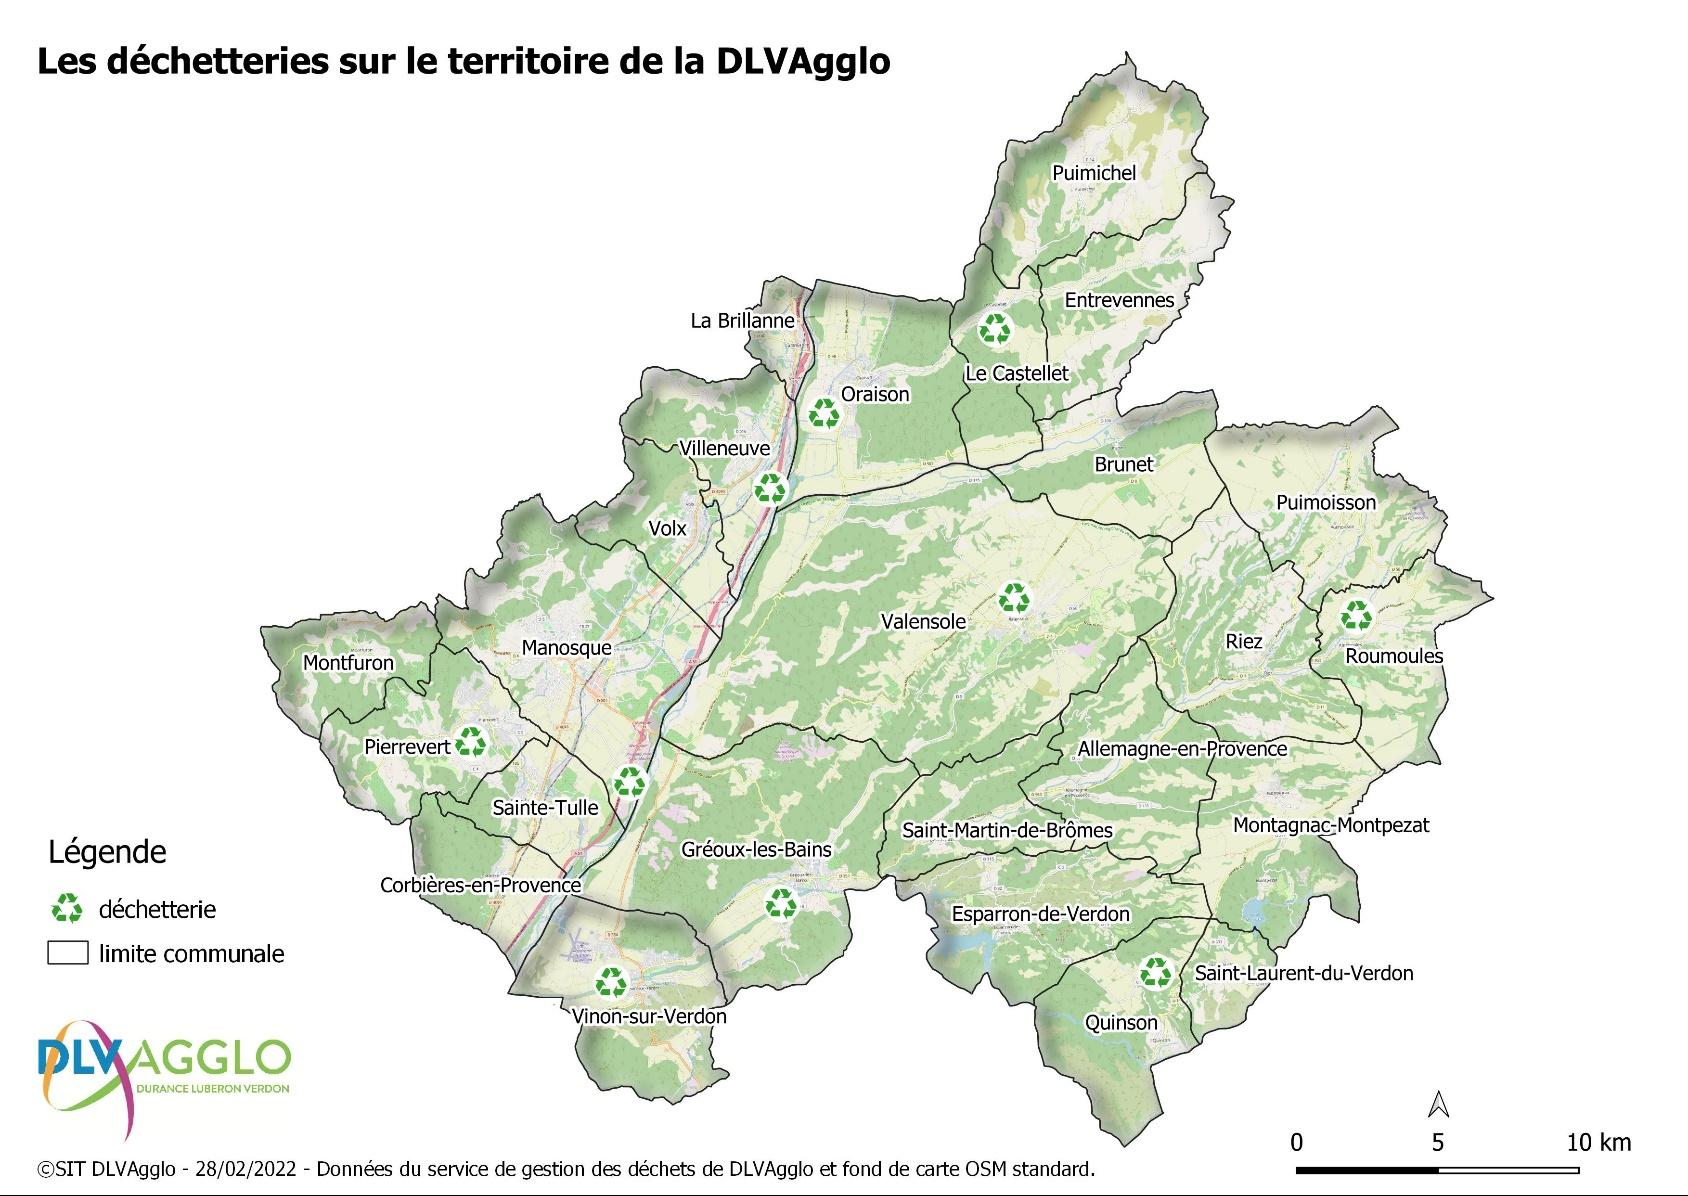 Les déchetteries sur le territoire de la DLVAgglo
Puimichel
Entrevennes
La Brillanne
Le Castellet
Oraison
Villeneuve
Brunet
Puimoisson
Volx
Valensole
Riez
Manosque
Roumoules
Montfuron
Pierrevert
Allemagne-en-Provence
Sainte-Tulle
Saint-Martin-de-Brômes
Montagnac-Montpezat
Gréoux-les-Bains
Corbières-en-Provence
Esparron-de-Verdon
Saint-Laurent-du-Verdon
Vinon-sur-Verdon
Quinson
Légende
déchetterie
limite communale
DLVAGGLO
DURANCE LUBERON VERDON
0 5 10 km
©SIT DLVAgglo - 28/02/2022 - Données du service de gestion des déchets de DLVAgglo et fond de carte OSM standard.